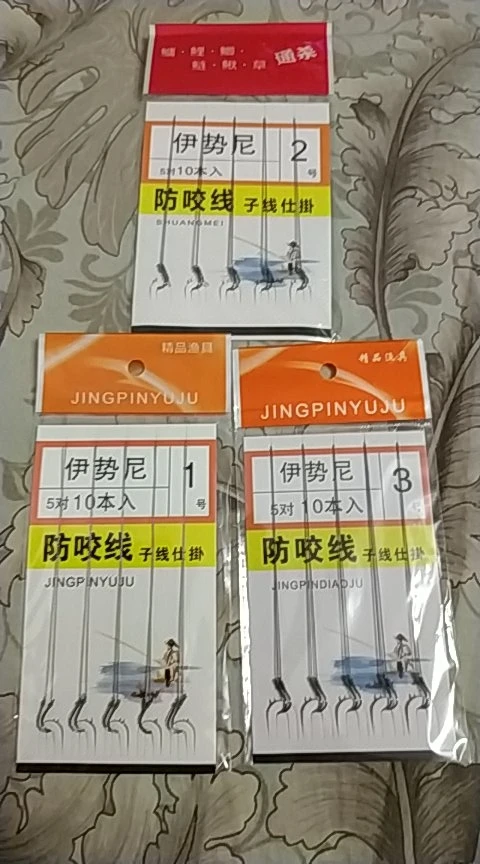 鳙·鲤·鲫·
鲢·鳅·草
通杀
伊势尼
2号
5对10本入
防咬线 子线仕掛
SHUANGMEI
精品渔具
JINGPINYUJU
伊势尼
1号
5对10本入
防咬线 子线仕掛
JINGPINYUJU
精品渔具
JINGPINYUJU
伊势尼
3号
5对10本入
防咬线 子线仕掛
JINGPINDIAOJU